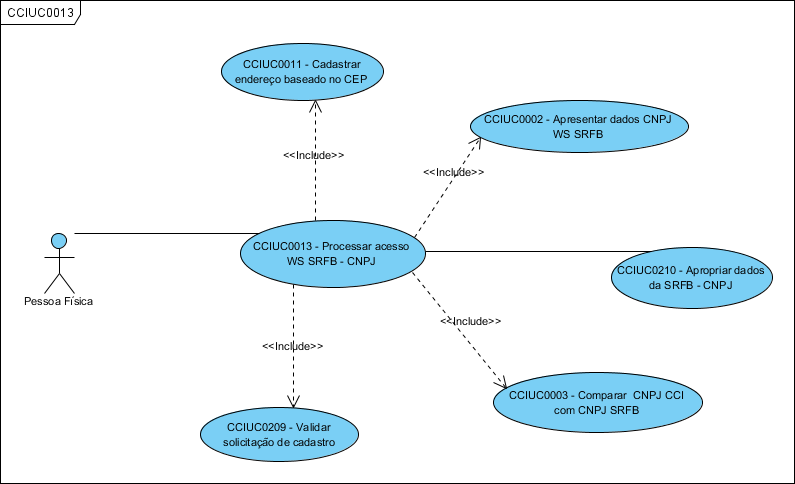 CCIUC0013
CCIUC0011 - Cadastrar
endereço baseado no CEP
CCIUC0002 - Apresentar dados CNPJ
WS SRFB
<<Include>>
<<Include>>
CCIUC0013 - Processar acesso
WS SRFB - CNPJ
CCIUC0210 - Apropriar dados
da SRFB - CNPJ
Pessoa Física
<<Include>>
<<Include>>
CCIUC0003 - Comparar  CNPJ CCI
com CNPJ SRFB
CCIUC0209 - Validar
solicitação de cadastro